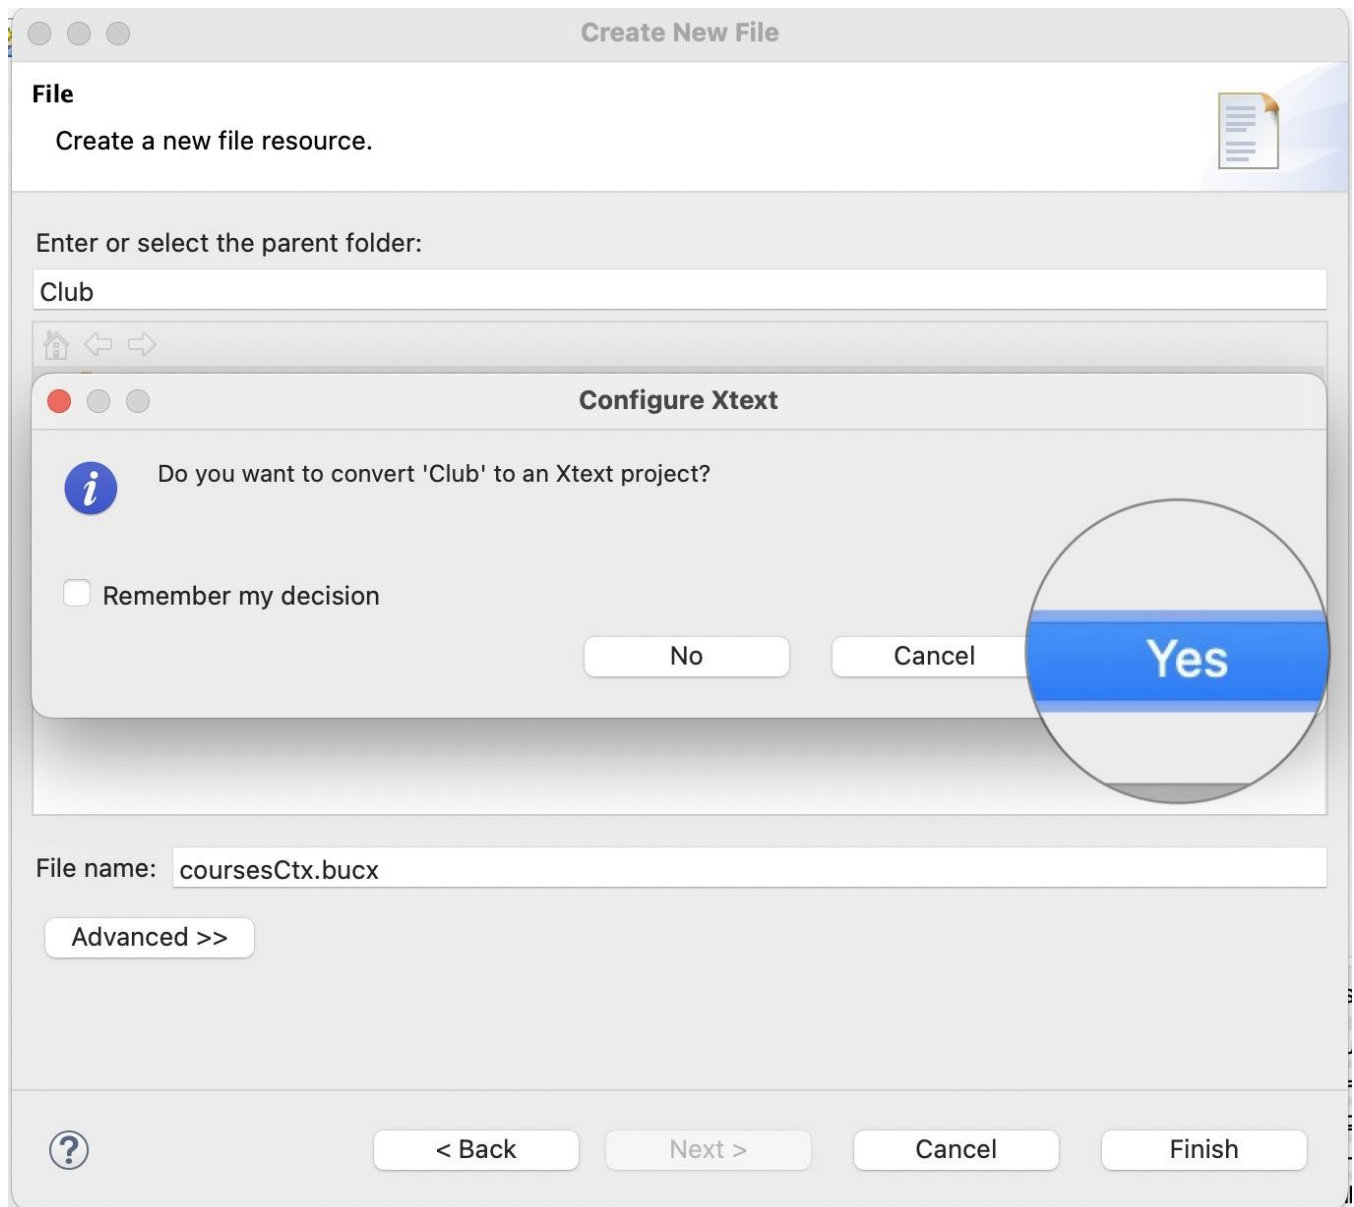 Create New File
File
Create a new file resource.
Enter or select the parent folder:
Club
Configure Xtext
Do you want to convert 'Club' to an Xtext project?
Remember my decision
No Cancel Yes
File name: coursesCtx.bucx
Advanced >>
? < Back Next > Cancel Finish